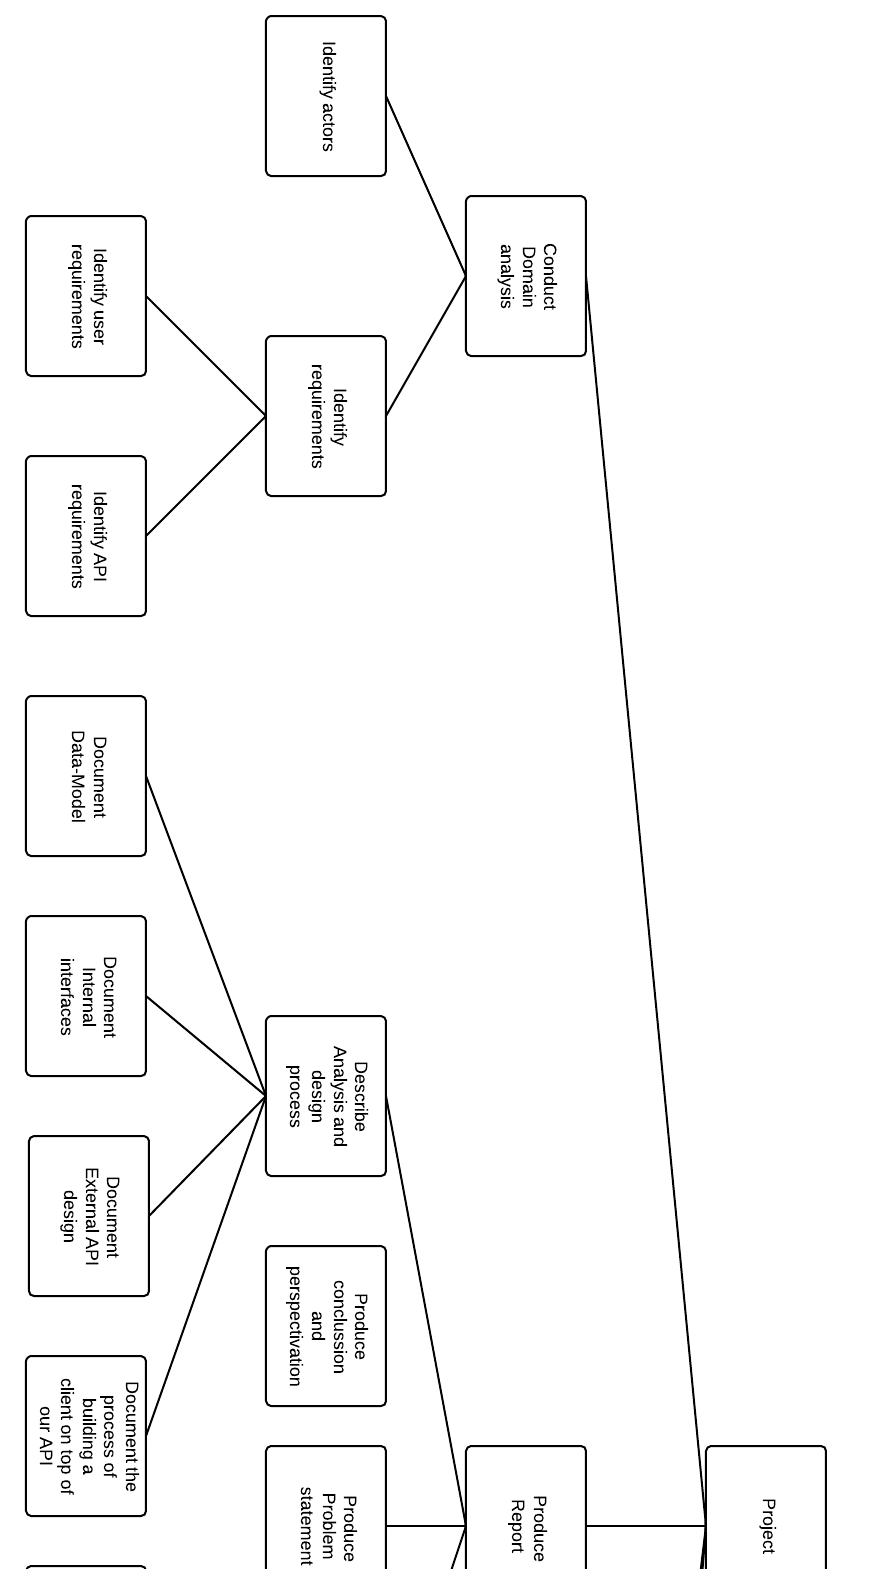 Project
Conduct
Domain
analysis
Produce
Report
Identify actors
Identify
requirements
Describe
Analysis and
design
process
Produce
conclussion
and
perspectivation
Produce
Problem
statement
Identify user
requirements
Identify API
requirements
Document
Data-Model
Document
Internal
interfaces
Document
External API
design
Document the
process of
building a
client on top of
our API